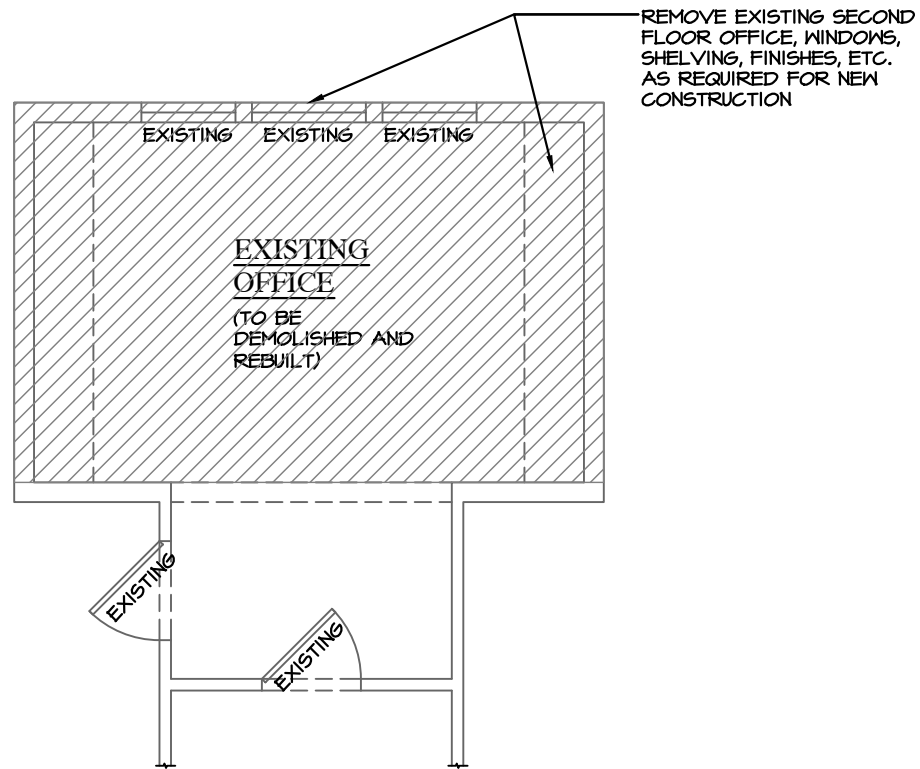 REMOVE EXISTING SECOND
FLOOR OFFICE, WINDOWS,
SHELVING, FINISHES, ETC.
AS REQUIRED FOR NEW
CONSTRUCTION
EXISTING
EXISTING
EXISTING
EXISTING
OFFICE
(TO BE
DEMOLISHED AND
REBUILT)
EXISTING
EXISTING